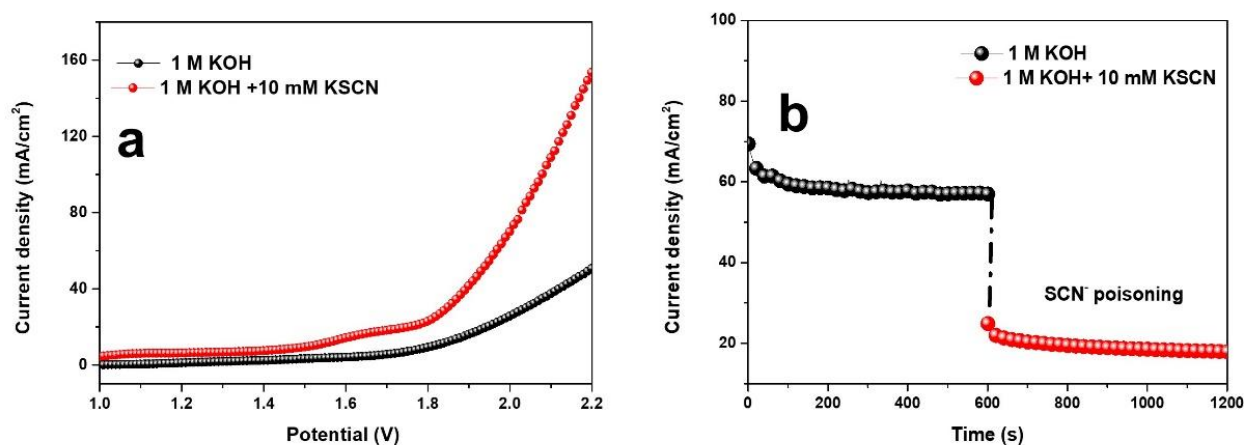 a
1 M KOH
1 M KOH +10 mM KSCN
Current density (mA/cm²)
160
120
80
40
0
1.0
1.2
1.4
1.6
1.8
2.0
2.2
Potential (V)
b
1 M KOH
1 M KOH+ 10 mM KSCN
SCN⁻ poisoning
Current density (mA/cm²)
100
80
60
40
20
0
200
400
600
800
1000
1200
Time (s)